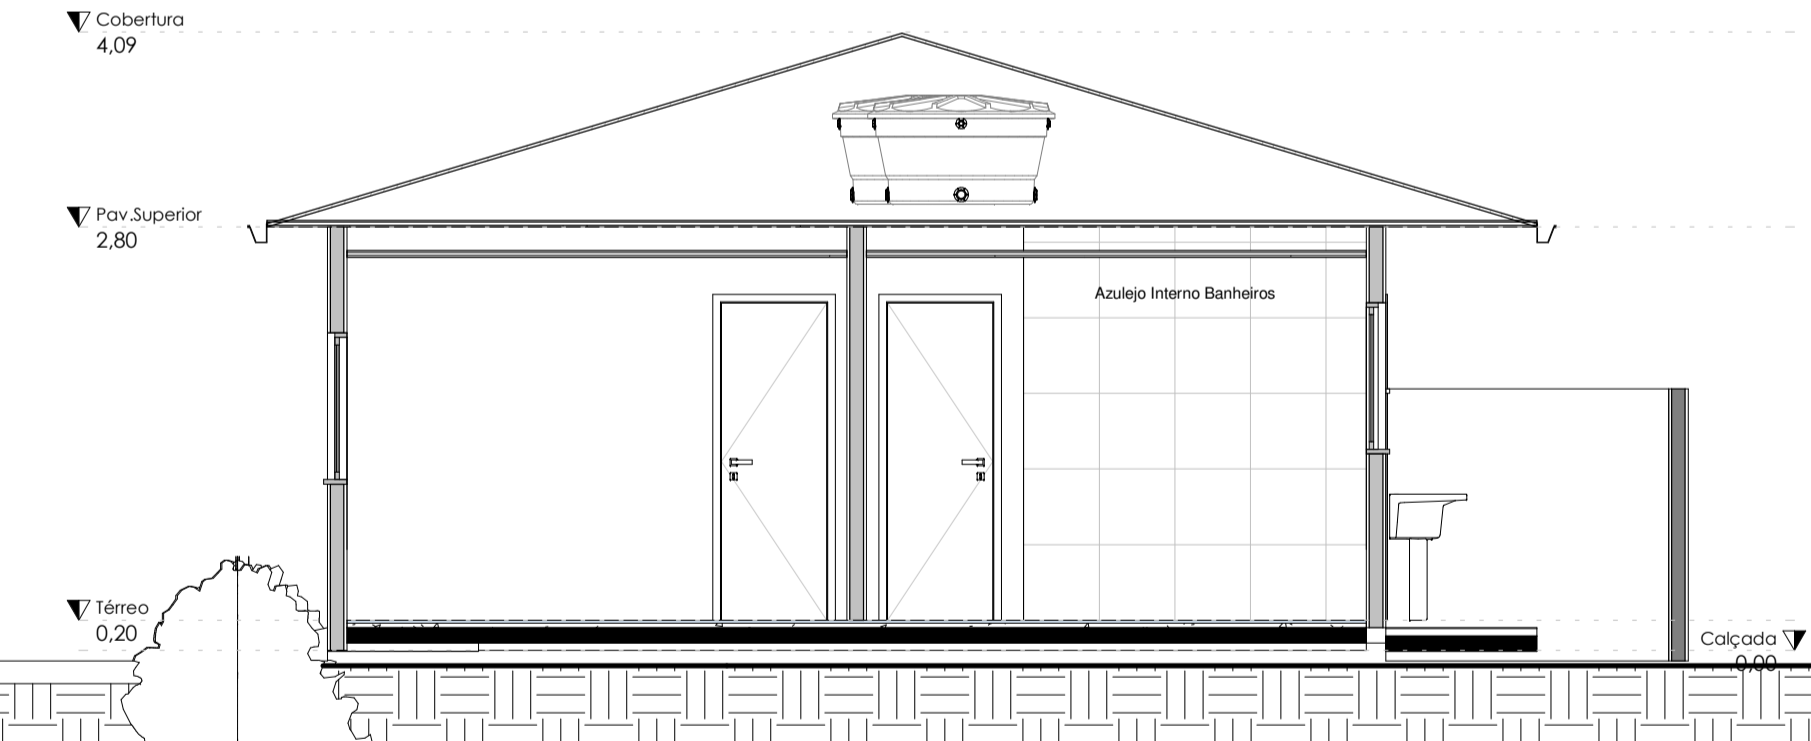 Cobertura
4,09
Pav.Superior
2,80
Azulejo Interno Banheiros
Térreo
0,20
Calçada
0,00